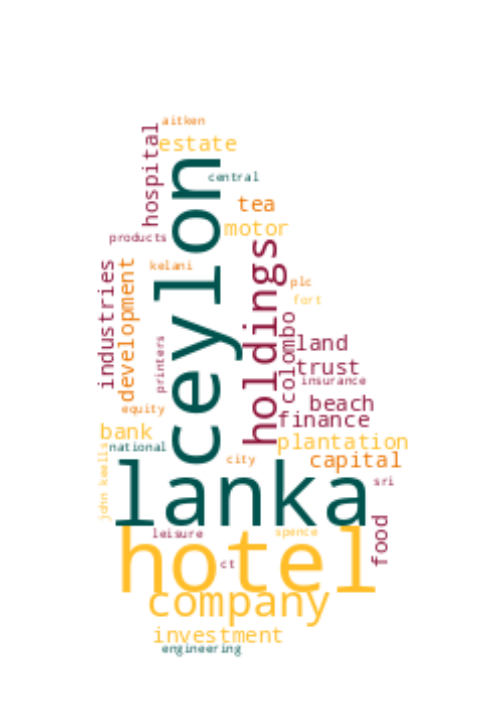 aitken
hospital
estate
ceylon
central
tea
motor
products
holdings
kelani
industries
development
plc
fort
colombo
land
printers
trust
insurance
equity
beach
finance
bank
plantation
national
john keells
city
capital
lanka
sri
hotel
leisure
spence
food
ct
company
investment
engineering